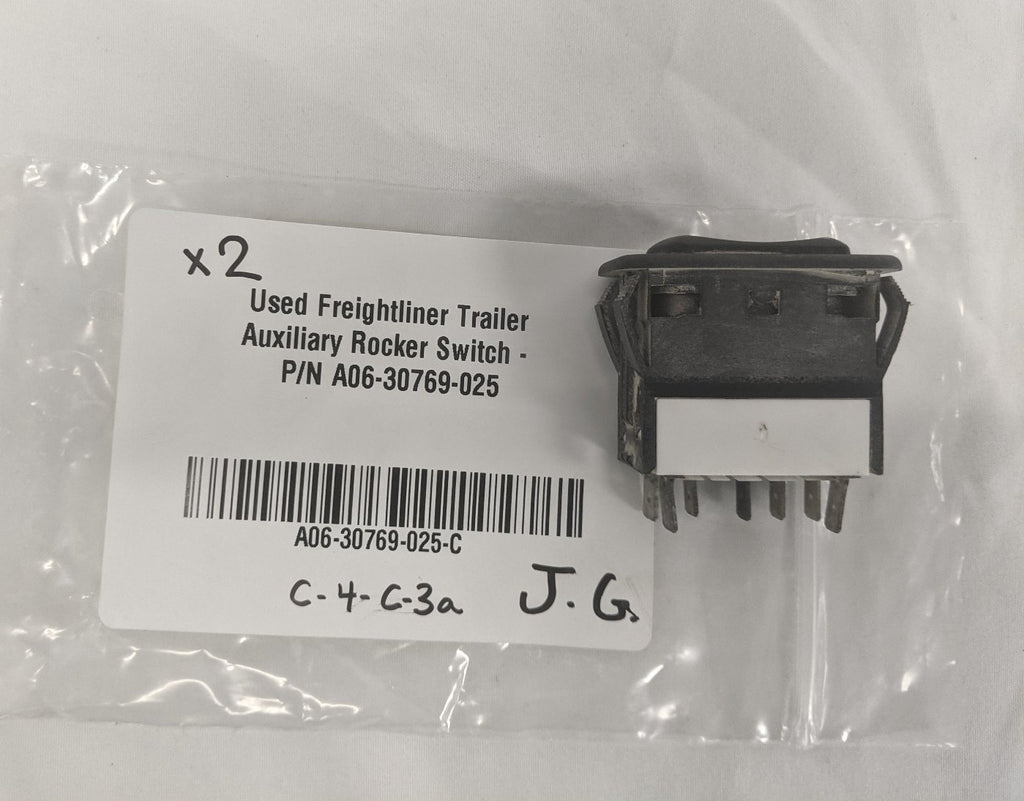 x2
Used Freightliner Trailer
Auxiliary Rocker Switch -
P/N A06-30769-025
A06-30769-025-C
C-4-C-3a J.G.